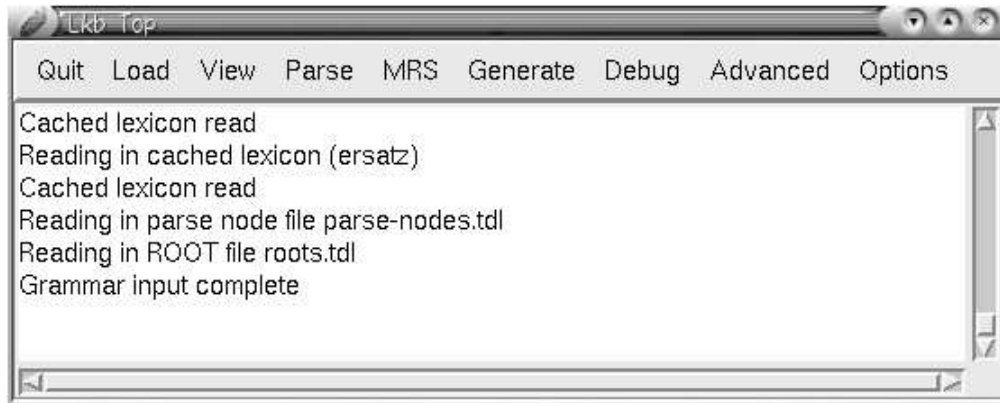 Lkb Top
Quit Load View Parse MRS Generate Debug Advanced Options
Cached lexicon read
Reading in cached lexicon (ersatz)
Cached lexicon read
Reading in parse node file parse-nodes.tdl
Reading in ROOT file roots.tdl
Grammar input complete